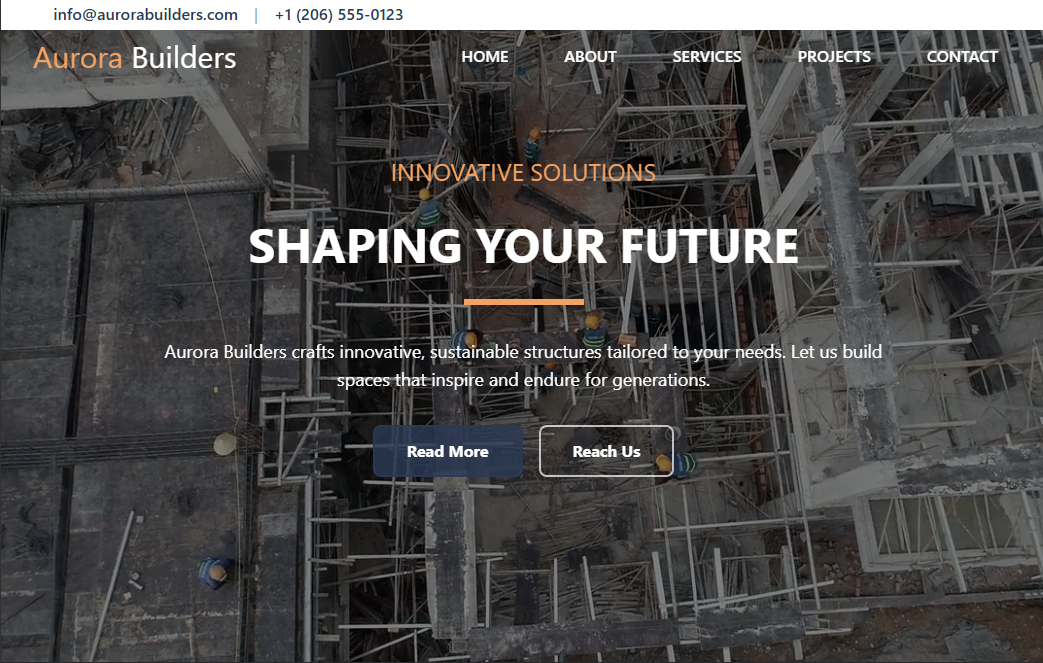 info@aurorabuilders.com | +1 (206) 555-0123
Aurora Builders HOME ABOUT SERVICES PROJECTS CONTACT
INNOVATIVE SOLUTIONS
SHAPING YOUR FUTURE
Aurora Builders crafts innovative, sustainable structures tailored to your needs. Let us build
spaces that inspire and endure for generations.
Read More Reach Us